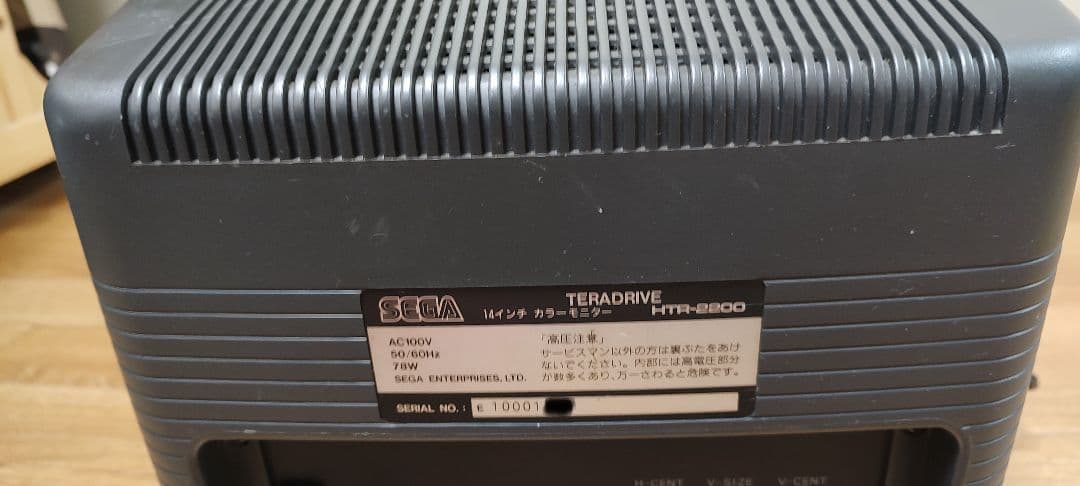 SEGA
TERADRIVE
14インチ カラーモニター HTR-2200
AC100V
50/60Hz
78W
SEGA ENTERPRISES, LTD.
「高圧注意」
サービスマン以外の方は裏ぶたをあけ
ないでください。内部には高電圧部分
が数多くあり、万一さわると危険です。
SERIAL NO.: E 10001
H-CENT V-SIZE V-CENT